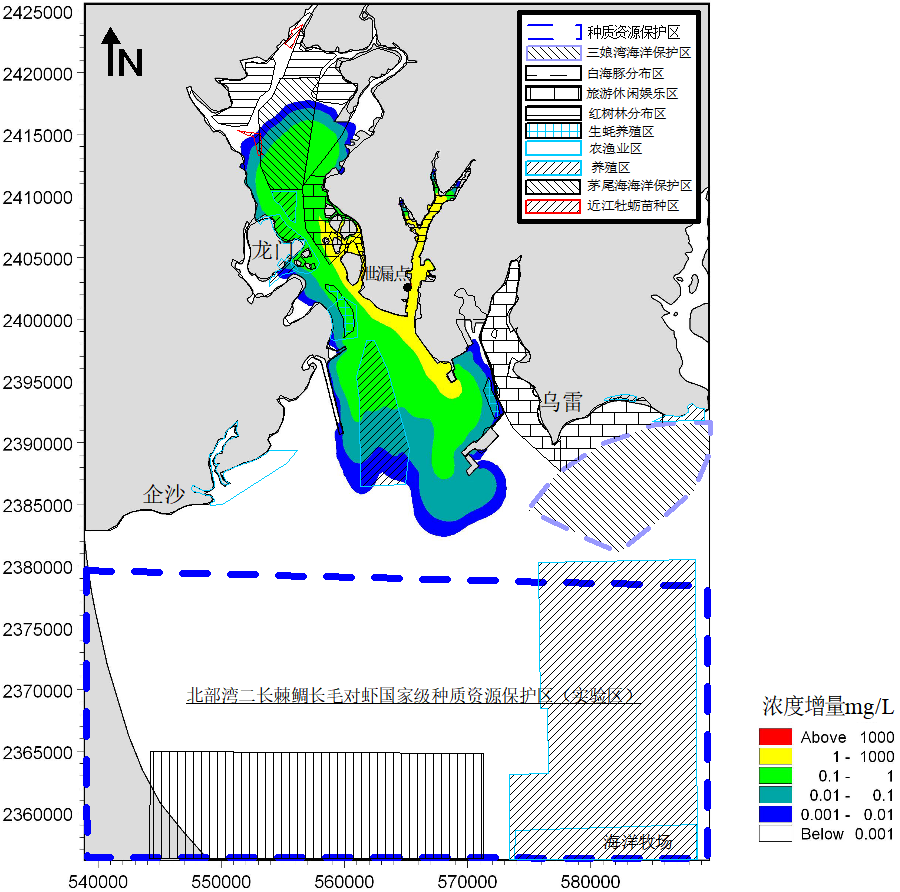 2425000
2420000
2415000
2410000
2405000
2400000
2395000
2390000
2385000
2380000
2375000
2370000
2365000
2360000
540000
550000
560000
570000
580000
N
种质资源保护区
三娘湾海洋保护区
白海豚分布区
旅游休闲娱乐区
红树林分布区
生蚝养殖区
农渔业区
养殖区
茅尾海海洋保护区
近江牡蛎苗种区
龙门
泄漏点
乌雷
企沙
北部湾二长棘鲷长毛对虾国家级种质资源保护区（实验区）
海洋牧场
浓度增量mg/L
Above 1000
1 - 1000
0.1 - 1
0.01 - 0.1
0.001 - 0.01
Below 0.001